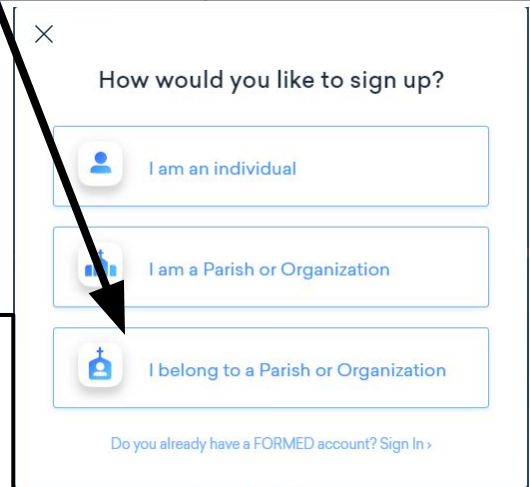 How would you like to sign up?
I am an individual
I am a Parish or Organization
I belong to a Parish or Organization
Do you already have a FORMED account? Sign In ›